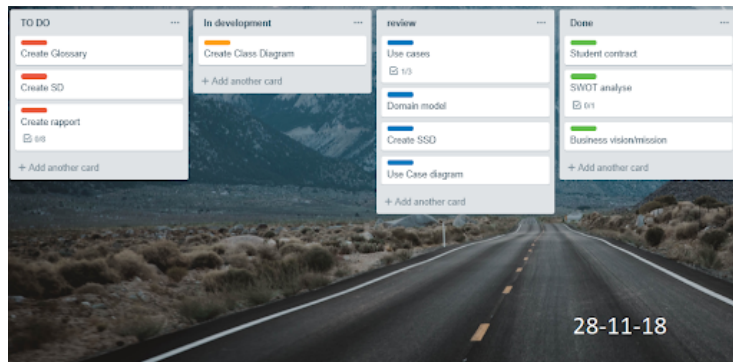 TO DO
Create Glossary
Create SD
Create rapport
0/8
+ Add another card
In development
Create Class Diagram
+ Add another card
review
Use cases
1/3
Domain model
Create SSD
Use Case diagram
+ Add another card
Done
Student contract
SWOT analyse
0/1
Business vision/mission
+ Add another card
28-11-18